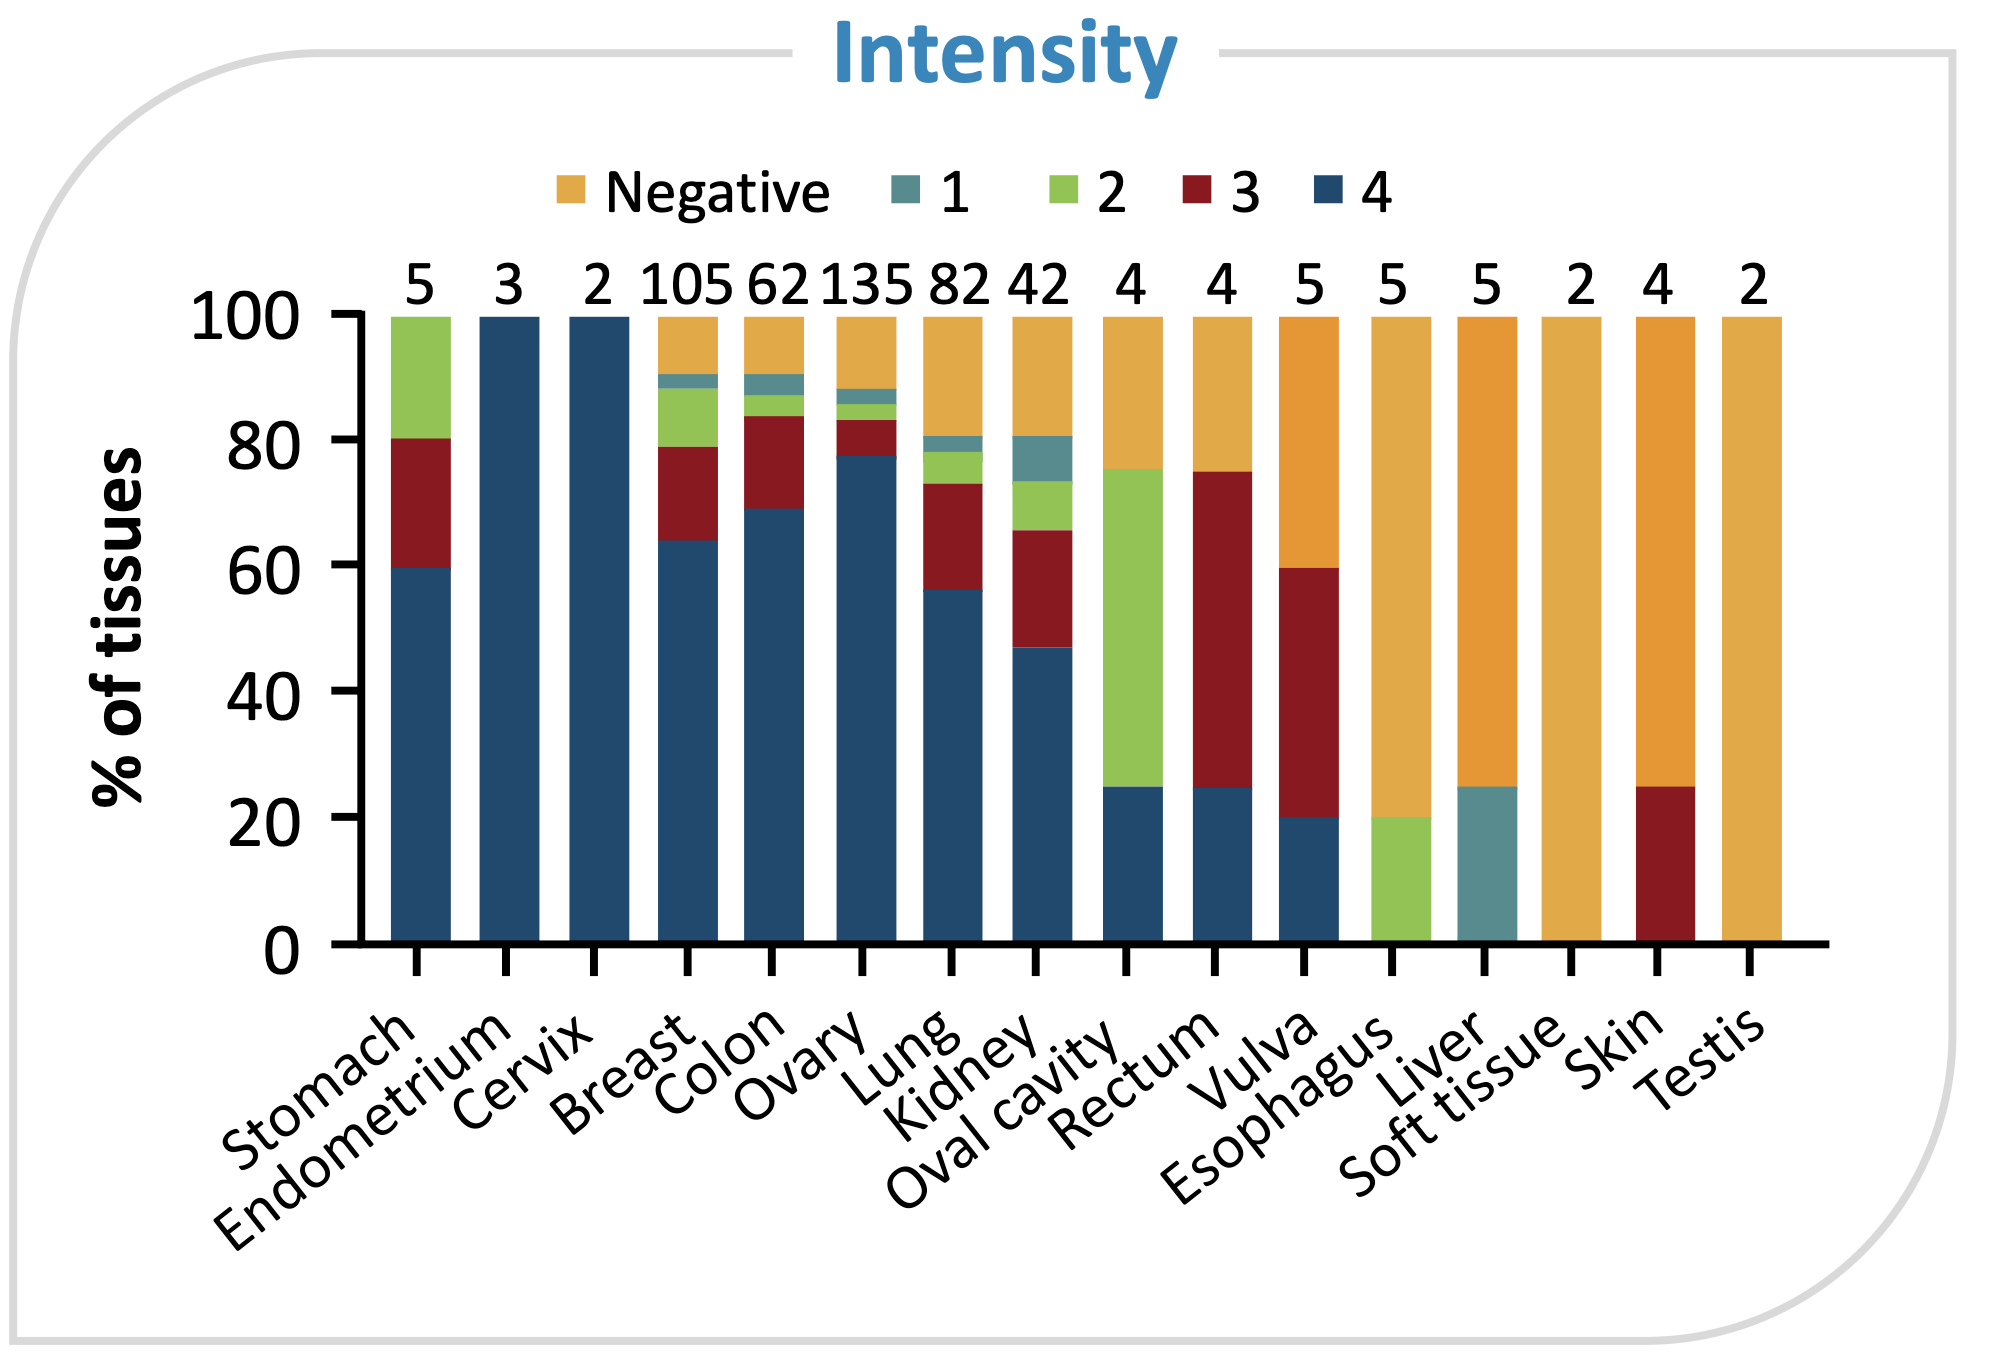 Intensity
Negative 1 2 3 4
5 3 2 105 62 135 82 42 4 4 5 5 5 2 4 2
100
80
60
40
20
0
% of tissues
Stomach
Endometrium
Cervix
Breast
Colon
Ovary
Lung
Kidney
Oval cavity
Rectum
Vulva
Esophagus
Liver
Soft tissue
Skin
Testis